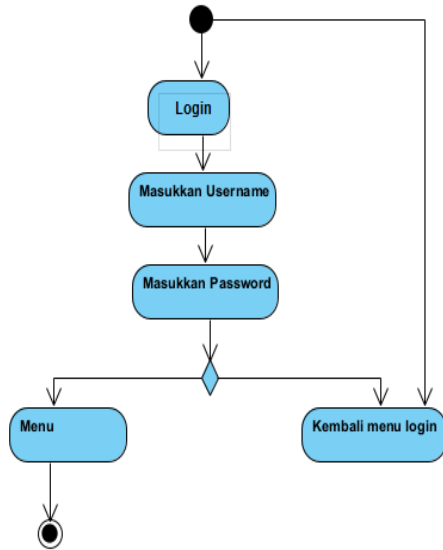 Login
Masukkan Username
Masukkan Password
Menu
Kembali menu login